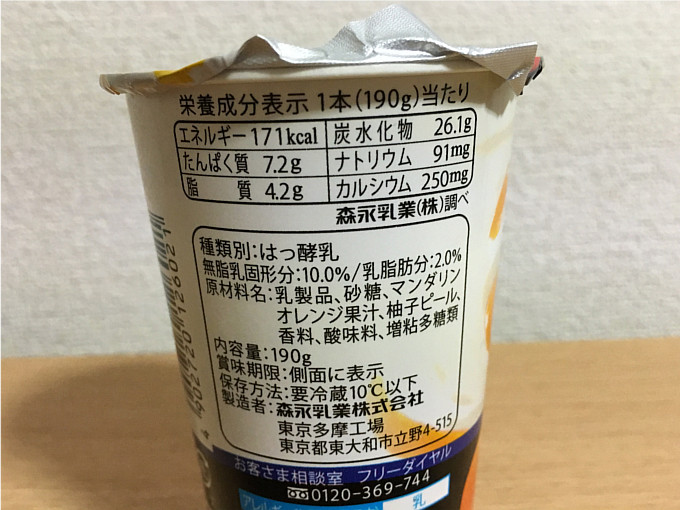 栄養成分表示 1本(190g)当たり
エネルギー 171kcal 炭水化物 26.1g
たんぱく質 7.2g ナトリウム 91mg
脂質 4.2g カルシウム 250mg
森永乳業(株)調べ
種類別:はっ酵乳
無脂乳固形分:10.0%/乳脂肪分:2.0%
原材料名:乳製品、砂糖、マンダリン
オレンジ果汁、柚子ピール、
香料、酸味料、増粘多糖類
内容量:190g
賞味期限:側面に表示
保存方法:要冷蔵10℃以下
製造者:森永乳業株式会社
東京多摩工場
東京都東大和市立野4-515
お客さま相談室 フリーダイヤル
0120-369-744
乳